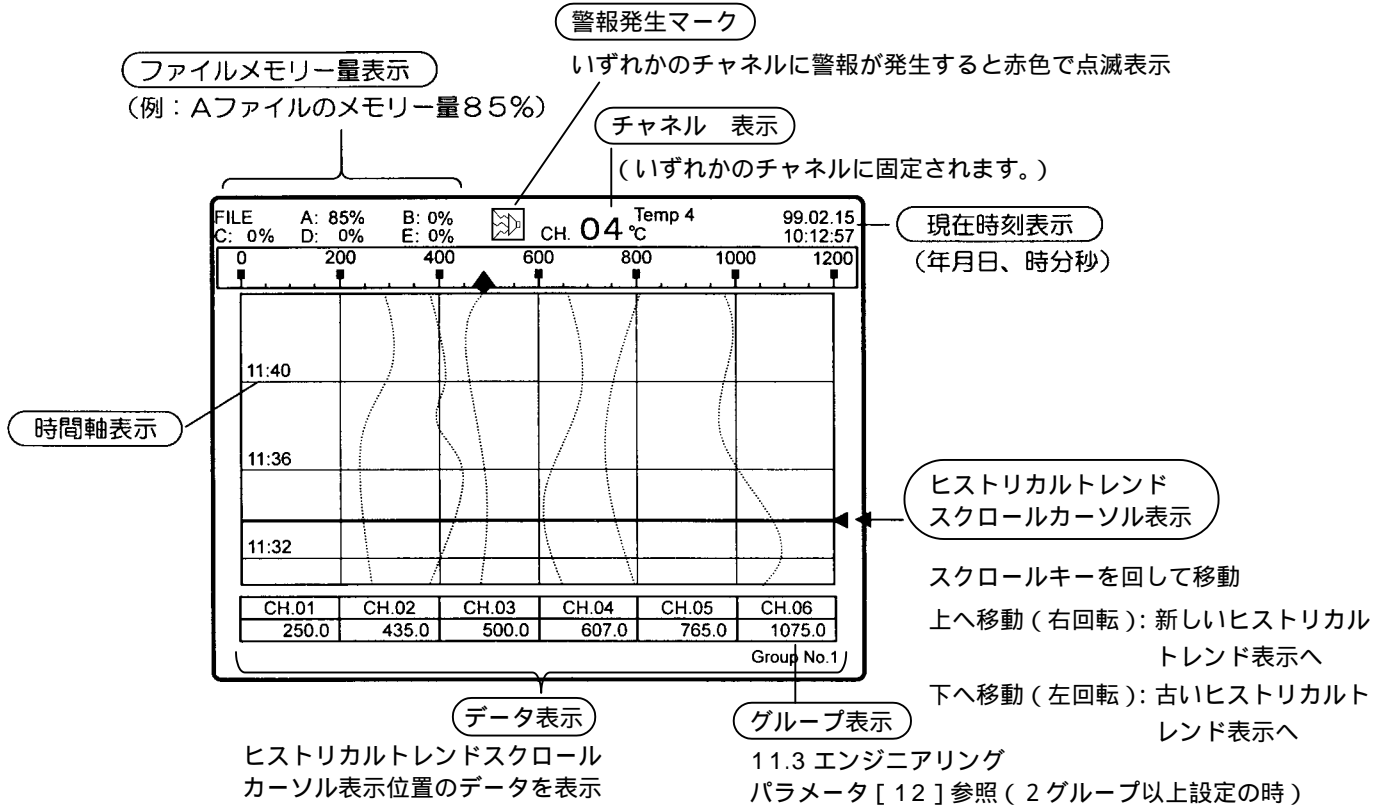 警報発生マーク
いずれかのチャネルに警報が発生すると赤色で点滅表示
ファイルメモリー量表示
(例：Aファイルのメモリー量85%)
チャネル 表示
(いずれかのチャネルに固定されます。)
FILE A: 85% B: 0%
C: 0% D: 0% E: 0%
CH. 04 ℃ Temp 4
99.02.15
10:12:57
現在時刻表示
(年月日、時分秒)
0 200 400 600 800 1000 1200
11:40
時間軸表示
11:36
11:32
ヒストリカルトレンド
スクロールカーソル表示
スクロールキーを回して移動
上へ移動(右回転): 新しいヒストリカル
トレンド表示へ
下へ移動(左回転): 古いヒストリカルト
レンド表示へ
CH.01 CH.02 CH.03 CH.04 CH.05 CH.06
250.0 435.0 500.0 607.0 765.0 1075.0
Group No.1
データ表示
ヒストリカルトレンドスクロール
カーソル表示位置のデータを表示
グループ表示
11.3 エンジニアリング
パラメータ[12]参照(2グループ以上設定の時)